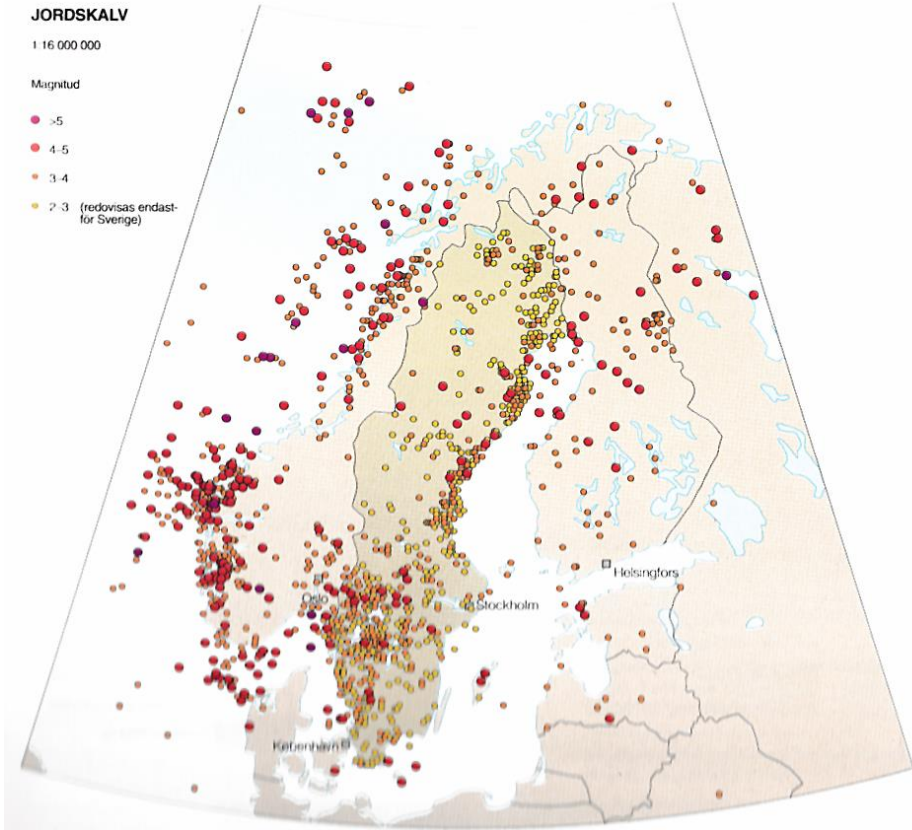 JORDSKALV
1:16 000 000
Magnitud
>5
4-5
3-4
2-3 (redovisas endast-
för Sverige)
Helsingfors
Oslo
Stockholm
København